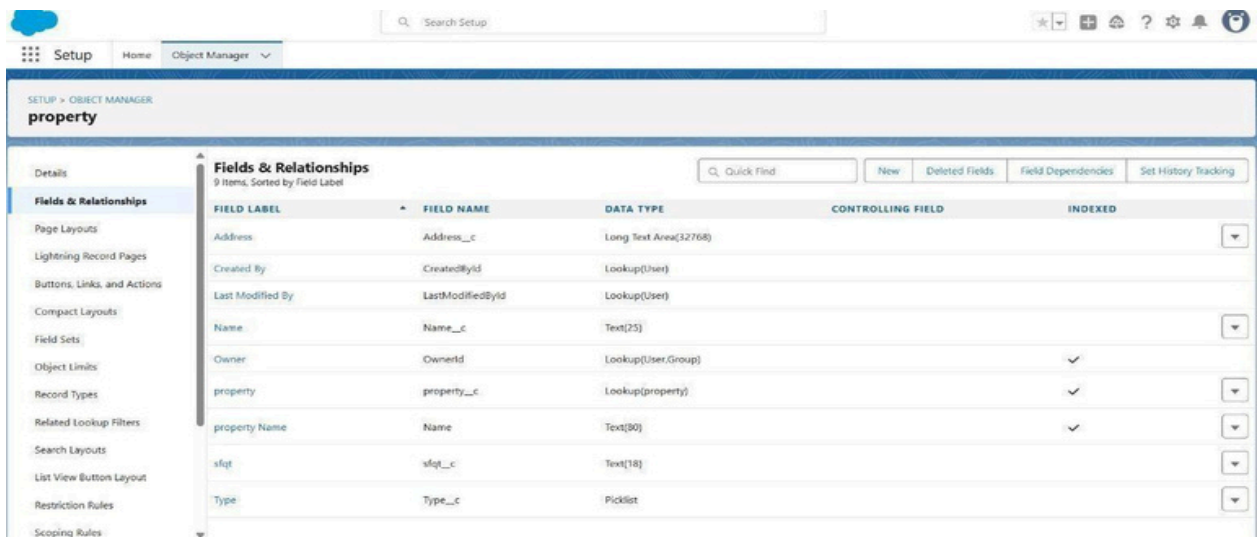 Search Setup
Setup Home Object Manager
SETUP > OBJECT MANAGER
property
Details
Fields & Relationships
Page Layouts
Lightning Record Pages
Buttons, Links, and Actions
Compact Layouts
Field Sets
Object Limits
Record Types
Related Lookup Filters
Search Layouts
List View Button Layout
Restriction Rules
Scoping Rules
Fields & Relationships
9 Items, Sorted by Field Label
Quick Find New Deleted Fields Field Dependencies Set History Tracking
FIELD LABEL FIELD NAME DATA TYPE CONTROLLING FIELD INDEXED
Address Address__c Long Text Area(32768)
Created By CreatedById Lookup(User)
Last Modified By LastModifiedById Lookup(User)
Name Name__c Text(25)
Owner OwnerId Lookup(User,Group)
property property__c Lookup(property)
property Name Name Text(80)
sfqt sfqt__c Text(18)
Type Type__c Picklist